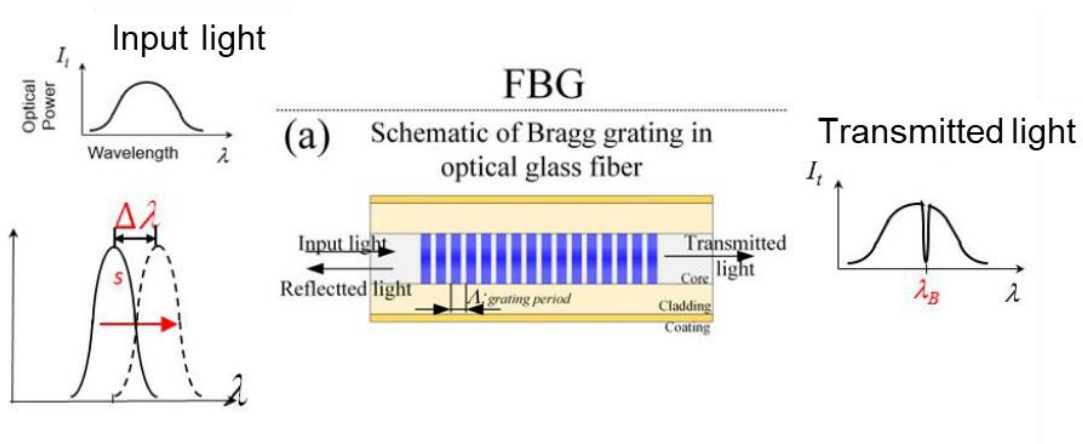 Input light
I_t
Optical
Power
Wavelength λ
Δλ
s
λ
FBG
(a) Schematic of Bragg grating in
optical glass fiber
Input light
Reflectted light
Transmitted
light
Core
Λ: grating period
Cladding
Coating
Transmitted light
I_t
λ_B
λ